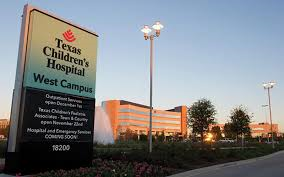 Texas
Children's
Hospital
West Campus
Outpatient Services
open December 1st
Texas Children's Pediatric
Associates - Town & Country
open November 22nd
Hospital and Emergency Services
COMING SOON!
18200